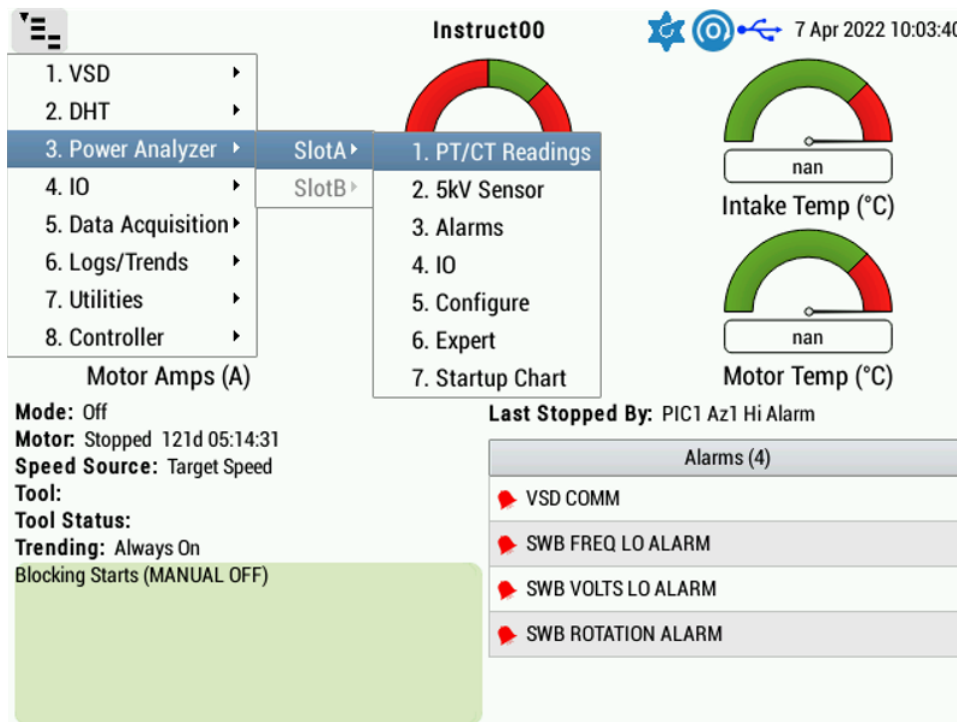 Instruct00
7 Apr 2022 10:03:40
1. VSD
2. DHT
3. Power Analyzer
4. IO
5. Data Acquisition
6. Logs/Trends
7. Utilities
8. Controller
SlotA
SlotB
1. PT/CT Readings
2. 5kV Sensor
3. Alarms
4. IO
5. Configure
6. Expert
7. Startup Chart
nan
Intake Temp (°C)
nan
Motor Temp (°C)
Motor Amps (A)
Mode: Off
Motor: Stopped 121d 05:14:31
Speed Source: Target Speed
Tool:
Tool Status:
Trending: Always On
Blocking Starts (MANUAL OFF)
Last Stopped By: PIC1 Az1 Hi Alarm
Alarms (4)
VSD COMM
SWB FREQ LO ALARM
SWB VOLTS LO ALARM
SWB ROTATION ALARM